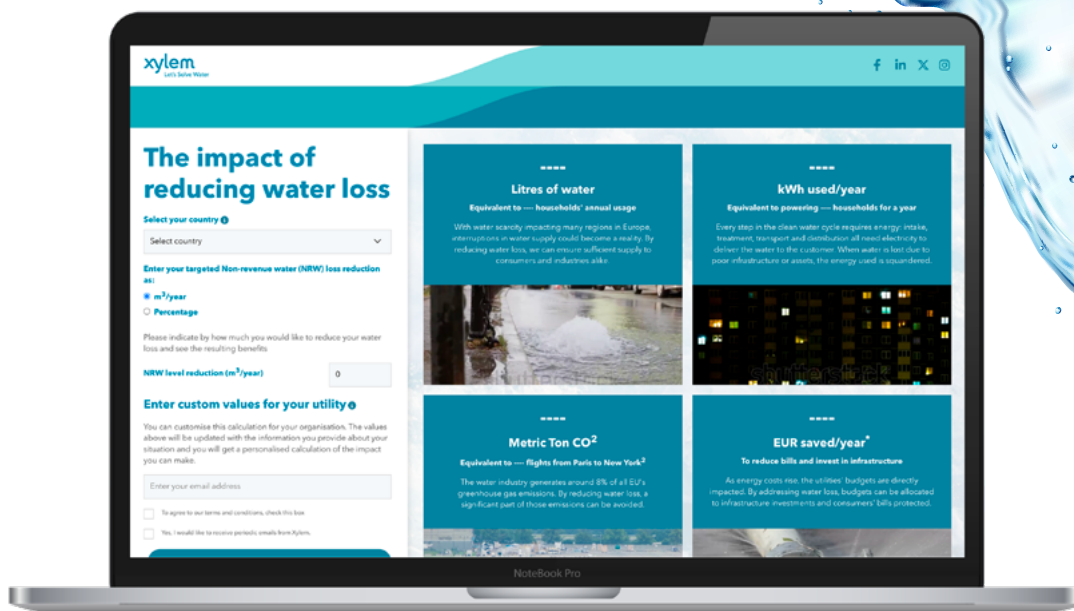 xylem
Let's Solve Water
The impact of
reducing water loss
Select your country
Select country
Enter your targeted Non-revenue water (NRW) loss reduction
as:
m³/year
Percentage
Please indicate by how much you would like to reduce your water
loss and see the resulting benefits
NRW level reduction (m³/year)
0
Enter custom values for your utility
You can customise this calculation for your organisation. The values
above will be updated with the information you provide about your
situation and you will get a personalised calculation of the impact
you can make.
Enter your email address
To agree to our terms and conditions, check this box
Yes, I would like to receive periodic emails from Xylem.
----
Litres of water
Equivalent to ---- households' annual usage
With water scarcity impacting many regions in Europe,
interruptions in water supply could become a reality. By
reducing water loss, we can ensure sufficient supply to
consumers and industries alike.
----
kWh used/year
Equivalent to powering ---- households for a year
Every step in the clean water cycle requires energy: intake,
treatment, transport and distribution all need electricity to
deliver the water to the customer. When water is lost due to
poor infrastructure or assets, the energy used is squandered.
shutterstock
----
Metric Ton CO²
Equivalent to ---- flights from Paris to New York²
The water industry generates around 8% of all EU's
greenhouse gas emissions. By reducing water loss, a
significant part of those emissions can be avoided.
----
EUR saved/year*
To reduce bills and invest in infrastructure
As energy costs rise, the utilities' budgets are directly
impacted. By addressing water loss, budgets can be allocated
to infrastructure investments and consumers' bills protected.
NoteBook Pro